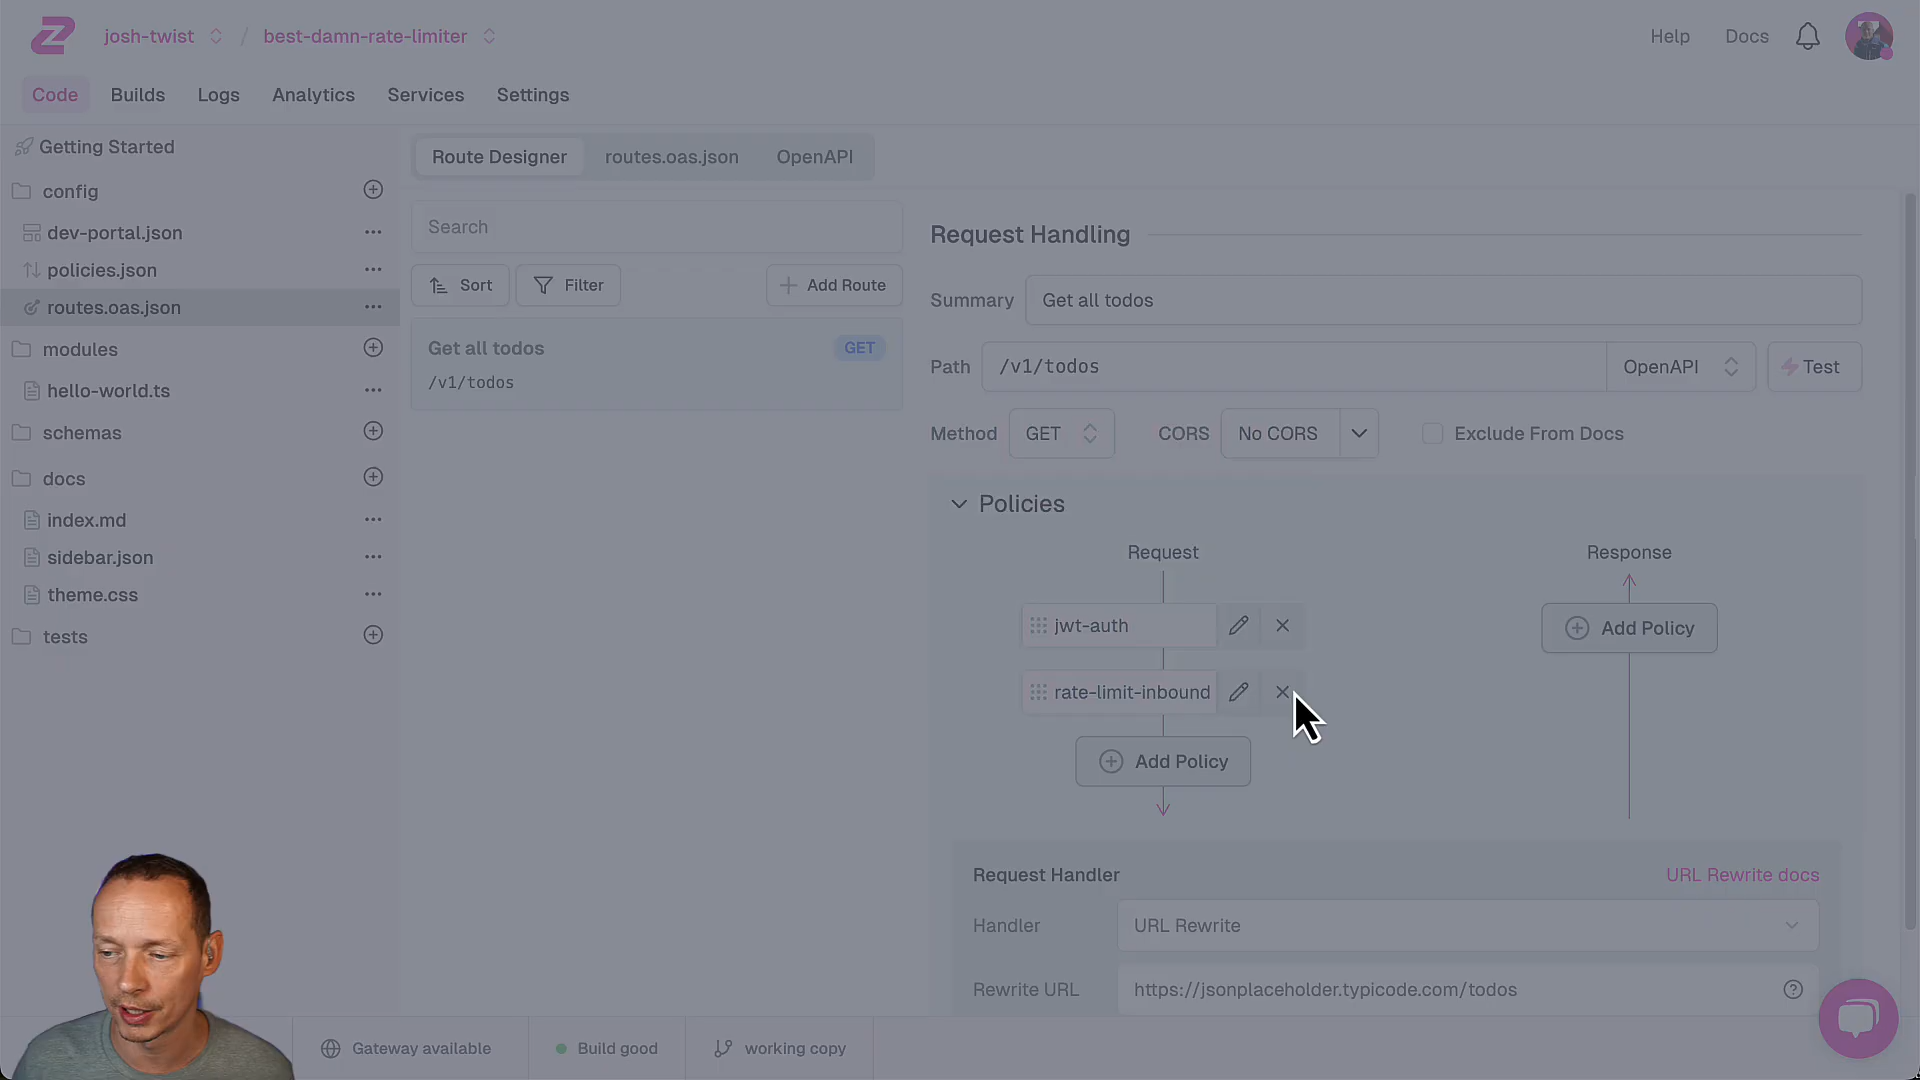 josh-twist / best-damn-rate-limiter
Help Docs
Code Builds Logs Analytics Services Settings
Getting Started
config
dev-portal.json
policies.json
routes.oas.json
modules
hello-world.ts
schemas
docs
index.md
sidebar.json
theme.css
tests
Route Designer routes.oas.json OpenAPI
Search
Sort Filter Add Route
Get all todos GET
/v1/todos
Request Handling
Summary Get all todos
Path /v1/todos OpenAPI Test
Method GET CORS No CORS Exclude From Docs
Policies
Request Response
jwt-auth
Add Policy
rate-limit-inbound
Add Policy
Request Handler URL Rewrite docs
Handler URL Rewrite
Rewrite URL https://jsonplaceholder.typicode.com/todos
Gateway available Build good working copy